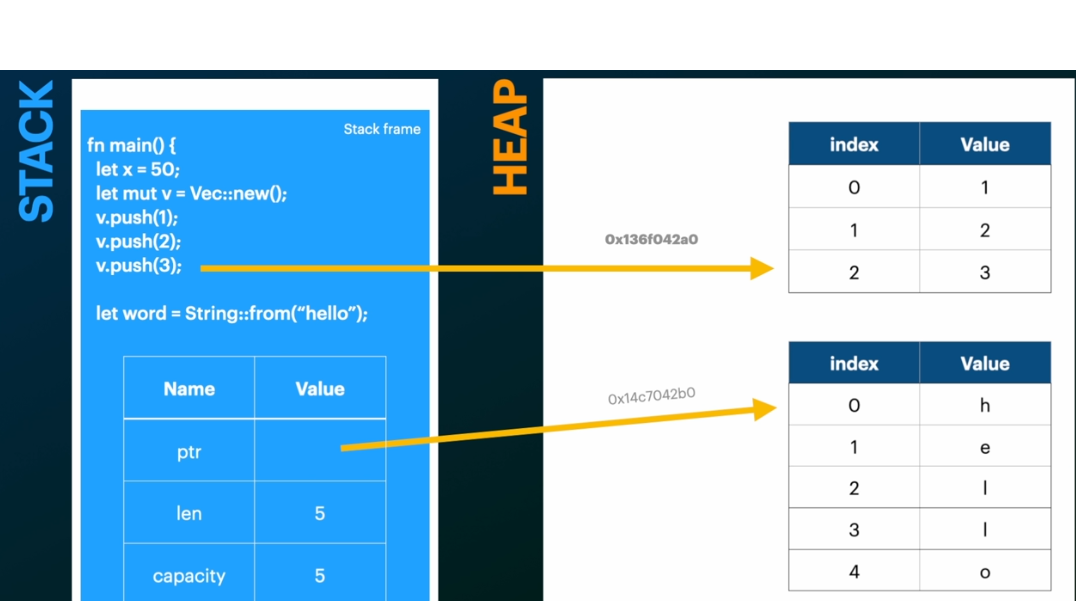 STACK
Stack frame
fn main() {
let x = 50;
let mut v = Vec::new();
v.push(1);
v.push(2);
v.push(3);
let word = String::from(“hello”);
Name Value
ptr
len 5
capacity 5
HEAP
0x136f042a0
index Value
0 1
1 2
2 3
0x14c7042b0
index Value
0 h
1 e
2 l
3 l
4 o